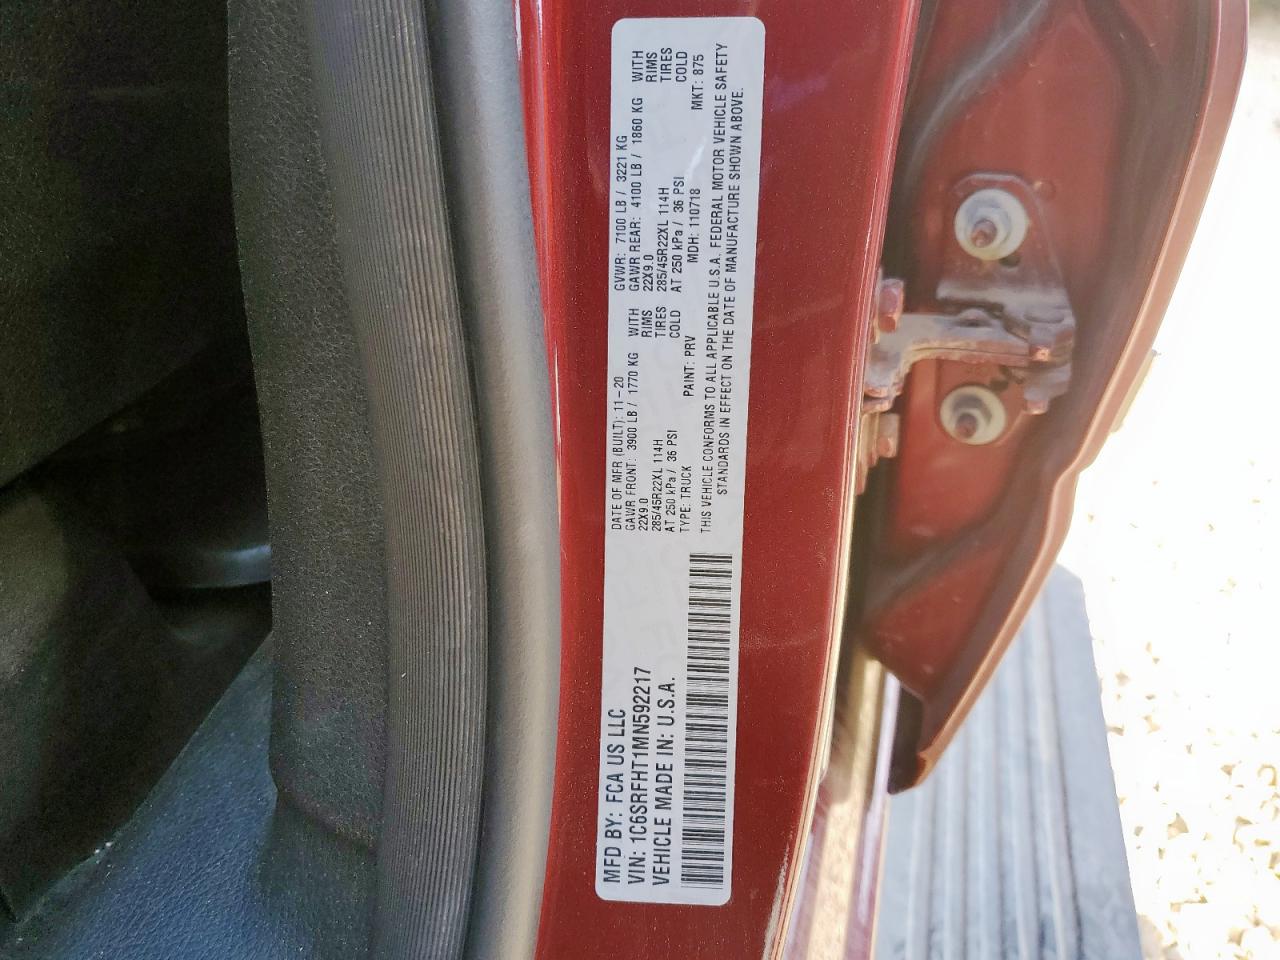 MFD BY: FCA US LLC
VIN: 1C6SRFHT1MN592217
VEHICLE MADE IN: U.S.A.
DATE OF MFR (BUILT): 11-20 GVWR: 7100 LB / 3221 KG
GAWR FRONT: 3900 LB / 1770 KG WITH GAWR REAR: 4100 LB / 1860 KG WITH
22X9.0 RIMS 22X9.0 RIMS
285/45R22XL 114H TIRES 285/45R22XL 114H TIRES
AT 250 kPa / 36 PSI COLD AT 250 kPa / 36 PSI COLD
TYPE: TRUCK PAINT: PRV MDH: 110718 MKT: 875
THIS VEHICLE CONFORMS TO ALL APPLICABLE U.S.A. FEDERAL MOTOR VEHICLE SAFETY
STANDARDS IN EFFECT ON THE DATE OF MANUFACTURE SHOWN ABOVE.